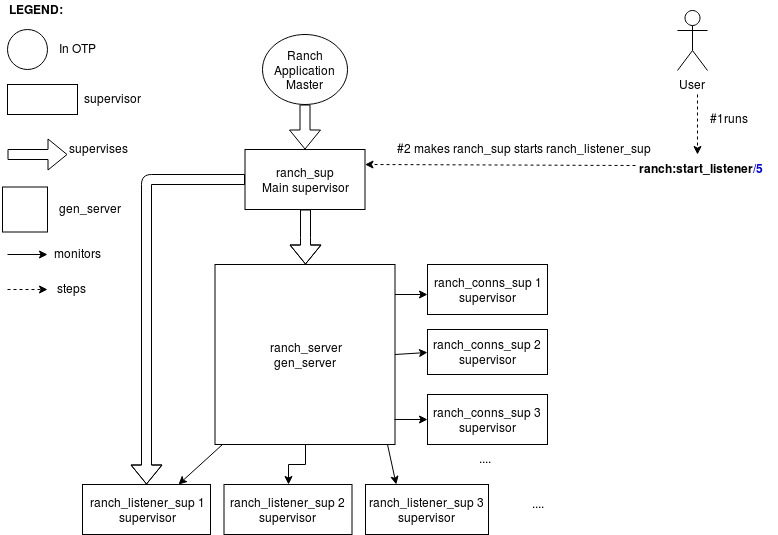 LEGEND:
In OTP
supervisor
supervises
gen_server
monitors
steps
Ranch
Application
Master
User
#1runs
#2 makes ranch_sup starts ranch_listener_sup
ranch:start_listener/5
ranch_sup
Main supervisor
ranch_server
gen_server
ranch_conns_sup 1
supervisor
ranch_conns_sup 2
supervisor
ranch_conns_sup 3
supervisor
....
ranch_listener_sup 1
supervisor
ranch_listener_sup 2
supervisor
ranch_listener_sup 3
supervisor
....